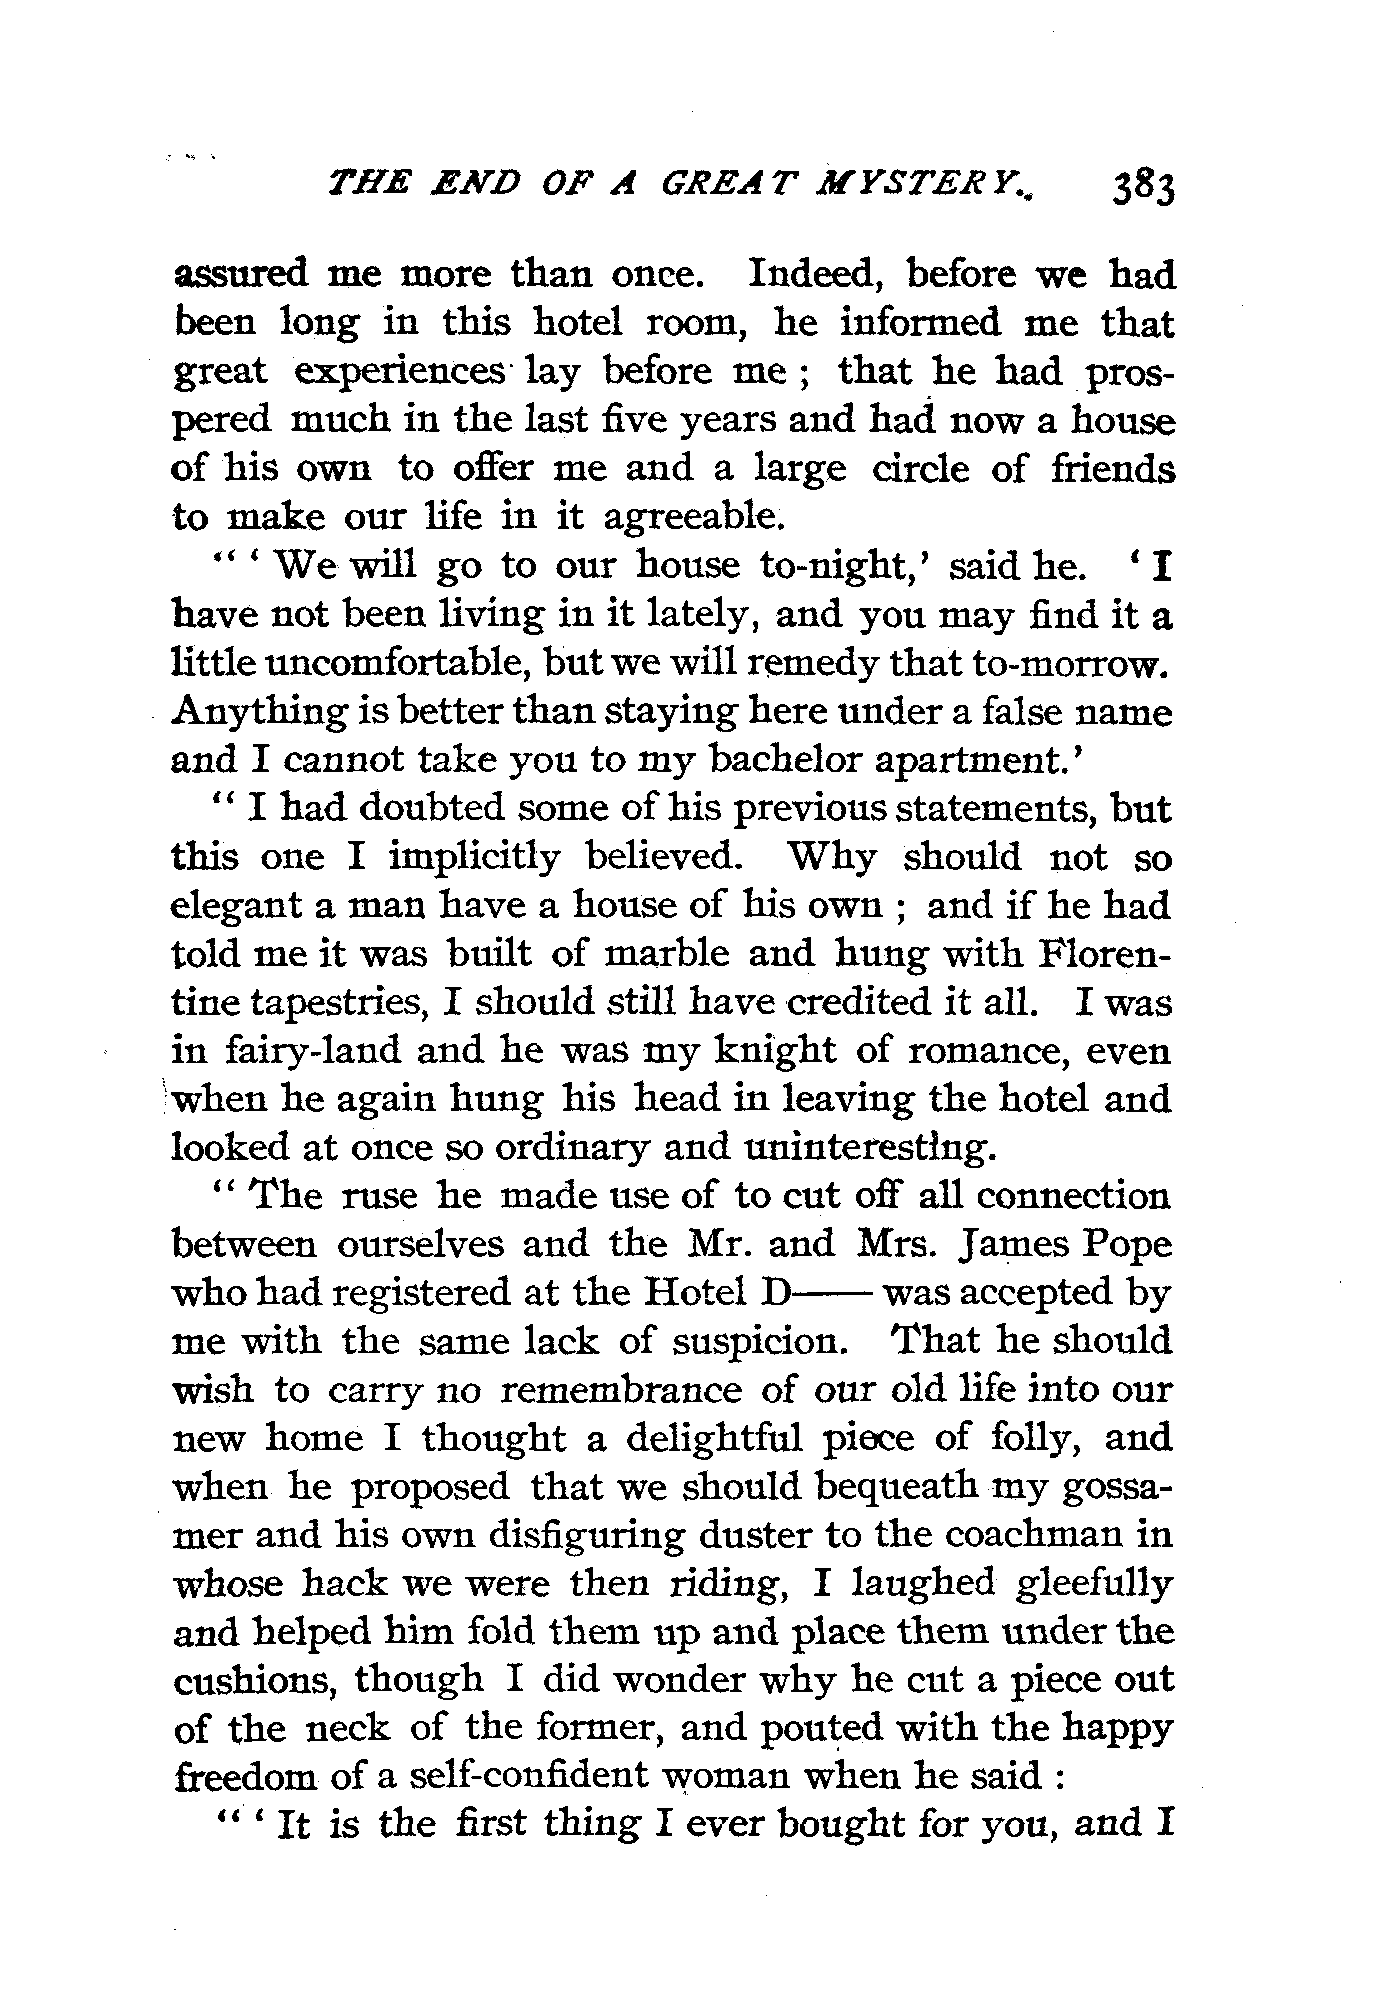 THE END OF A GREAT MYSTERY. 383
assured me more than once. Indeed, before we had
been long in this hotel room, he informed me that
great experiences lay before me ; that he had pros-
pered much in the last five years and had now a house
of his own to offer me and a large circle of friends
to make our life in it agreeable.
“ ‘ We will go to our house to-night,’ said he. ‘ I
have not been living in it lately, and you may find it a
little uncomfortable, but we will remedy that to-morrow.
Anything is better than staying here under a false name
and I cannot take you to my bachelor apartment.’
“ I had doubted some of his previous statements, but
this one I implicitly believed. Why should not so
elegant a man have a house of his own ; and if he had
told me it was built of marble and hung with Floren-
tine tapestries, I should still have credited it all. I was
in fairy-land and he was my knight of romance, even
when he again hung his head in leaving the hotel and
looked at once so ordinary and uninteresting.
“ The ruse he made use of to cut off all connection
between ourselves and the Mr. and Mrs. James Pope
who had registered at the Hotel D—— was accepted by
me with the same lack of suspicion. That he should
wish to carry no remembrance of our old life into our
new home I thought a delightful piece of folly, and
when he proposed that we should bequeath my gossa-
mer and his own disfiguring duster to the coachman in
whose hack we were then riding, I laughed gleefully
and helped him fold them up and place them under the
cushions, though I did wonder why he cut a piece out
of the neck of the former, and pouted with the happy
freedom of a self-confident woman when he said :
“ ‘ It is the first thing I ever bought for you, and I